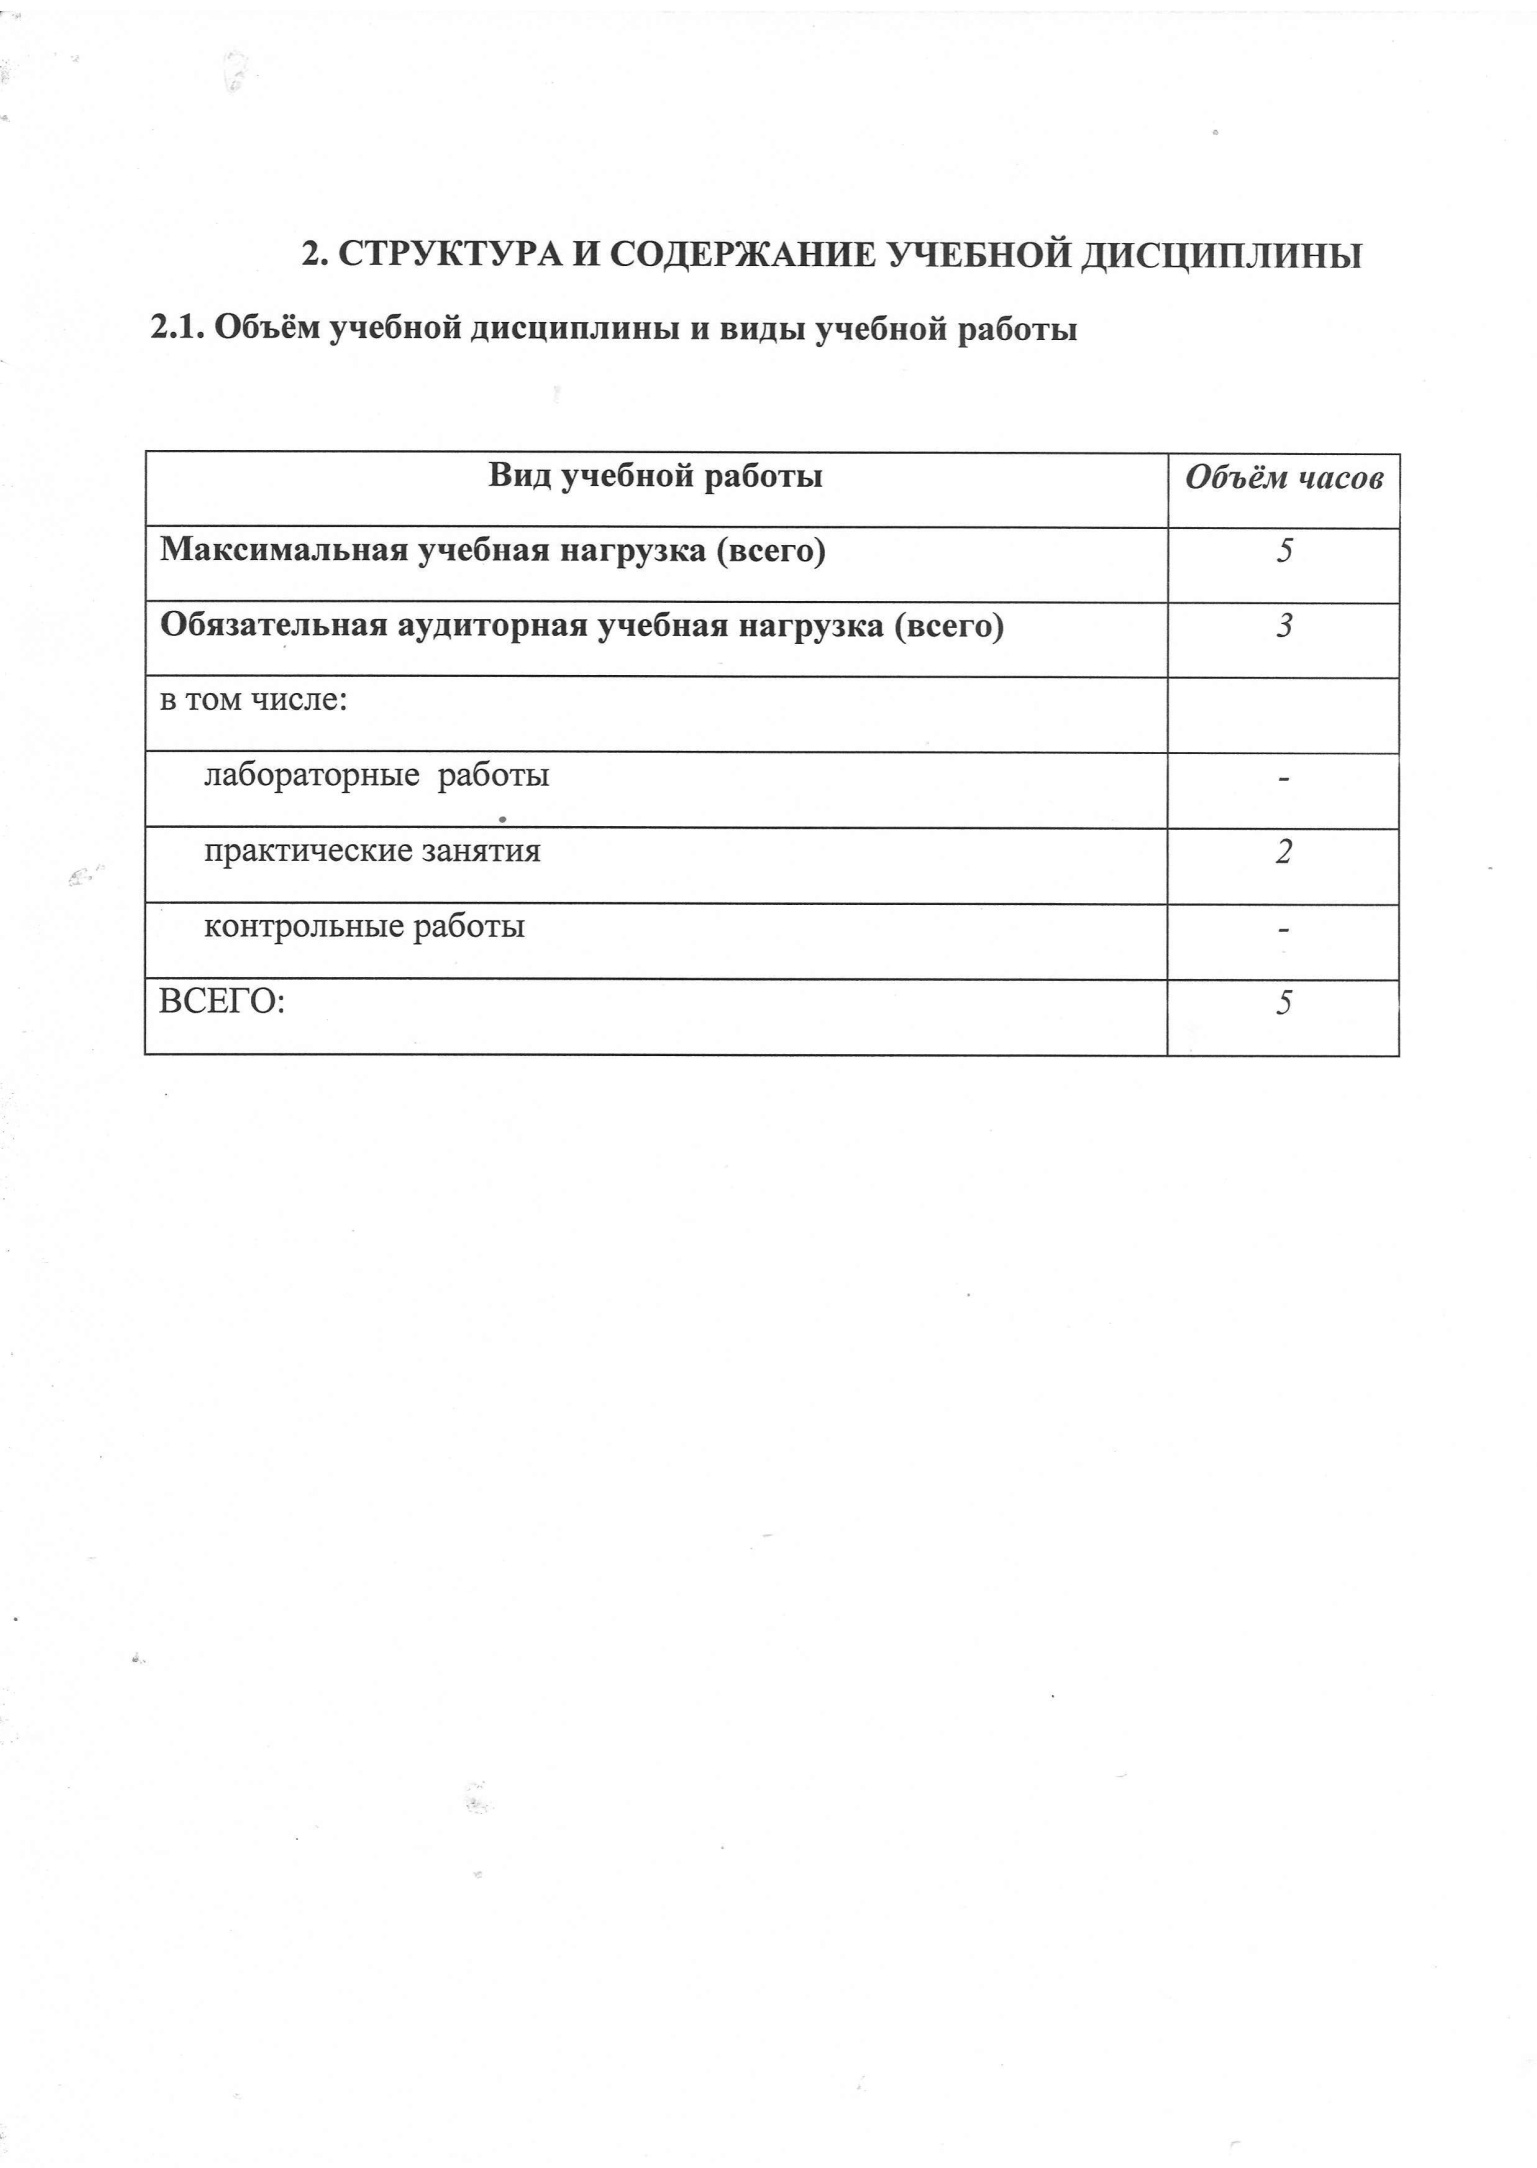 2. СТРУКТУРА И СОДЕРЖАНИЕ УЧЕБНОЙ ДИСЦИПЛИНЫ
2.1. Объём учебной дисциплины и виды учебной работы
Вид учебной работы Объём часов
Максимальная учебная нагрузка (всего) 5
Обязательная аудиторная учебная нагрузка (всего) 3
в том числе:
лабораторные работы -
практические занятия 2
контрольные работы -
ВСЕГО: 5